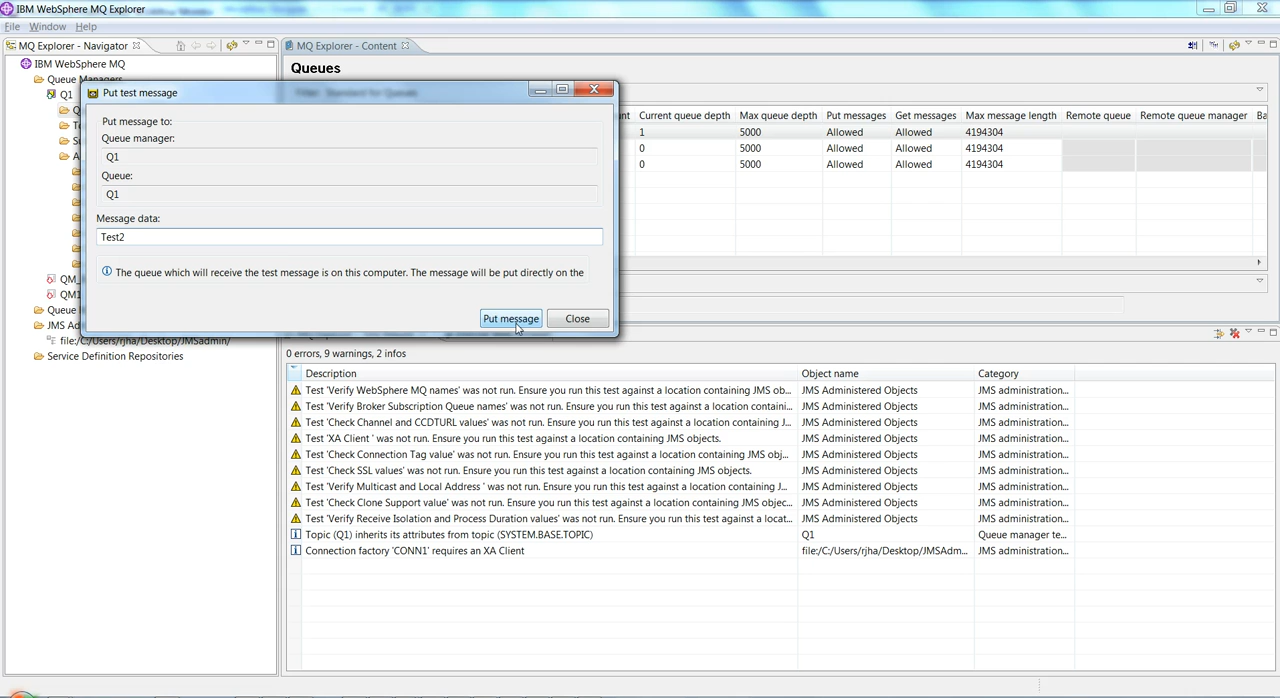 IBM WebSphere MQ Explorer
File Window Help
MQ Explorer - Navigator
IBM WebSphere MQ
Queue Managers
Q1
QM1
JMS Ad
file:/C:/Users/rjha/Desktop/JMSadmin/
Service Definition Repositories
MQ Explorer - Content
Queues
Filter: Standard for Queues
Current queue depth Max queue depth Put messages Get messages Max message length Remote queue Remote queue manager Ba
1 5000 Allowed Allowed 4194304
0 5000 Allowed Allowed 4194304
0 5000 Allowed Allowed 4194304
Put test message
Put message to:
Queue manager:
Q1
Queue:
Q1
Message data:
Test2
The queue which will receive the test message is on this computer. The message will be put directly on the
Put message Close
0 errors, 9 warnings, 2 infos
Description Object name Category
Test 'Verify WebSphere MQ names' was not run. Ensure you run this test against a location containing JMS ob... JMS Administered Objects JMS administration...
Test 'Verify Broker Subscription Queue names' was not run. Ensure you run this test against a location containi... JMS Administered Objects JMS administration...
Test 'Check Channel and CCDTURL values' was not run. Ensure you run this test against a location containing J... JMS Administered Objects JMS administration...
Test 'XA Client ' was not run. Ensure you run this test against a location containing JMS objects. JMS Administered Objects JMS administration...
Test 'Check Connection Tag value' was not run. Ensure you run this test against a location containing JMS obj... JMS Administered Objects JMS administration...
Test 'Check SSL values' was not run. Ensure you run this test against a location containing JMS objects. JMS Administered Objects JMS administration...
Test 'Verify Multicast and Local Address ' was not run. Ensure you run this test against a location containing J... JMS Administered Objects JMS administration...
Test 'Check Clone Support value' was not run. Ensure you run this test against a location containing JMS objec... JMS Administered Objects JMS administration...
Test 'Verify Receive Isolation and Process Duration values' was not run. Ensure you run this test against a locat... JMS Administered Objects JMS administration...
Topic (Q1) inherits its attributes from topic (SYSTEM.BASE.TOPIC) Q1 Queue manager te...
Connection factory 'CONN1' requires an XA Client file:/C:/Users/rjha/Desktop/JMSAdm... JMS administration...